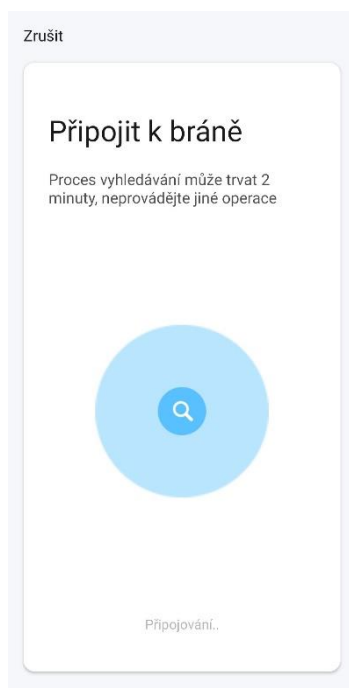 Zrušit
Připojit k bráně
Proces vyhledávání může trvat 2
minuty, neprovádějte jiné operace
Připojování..